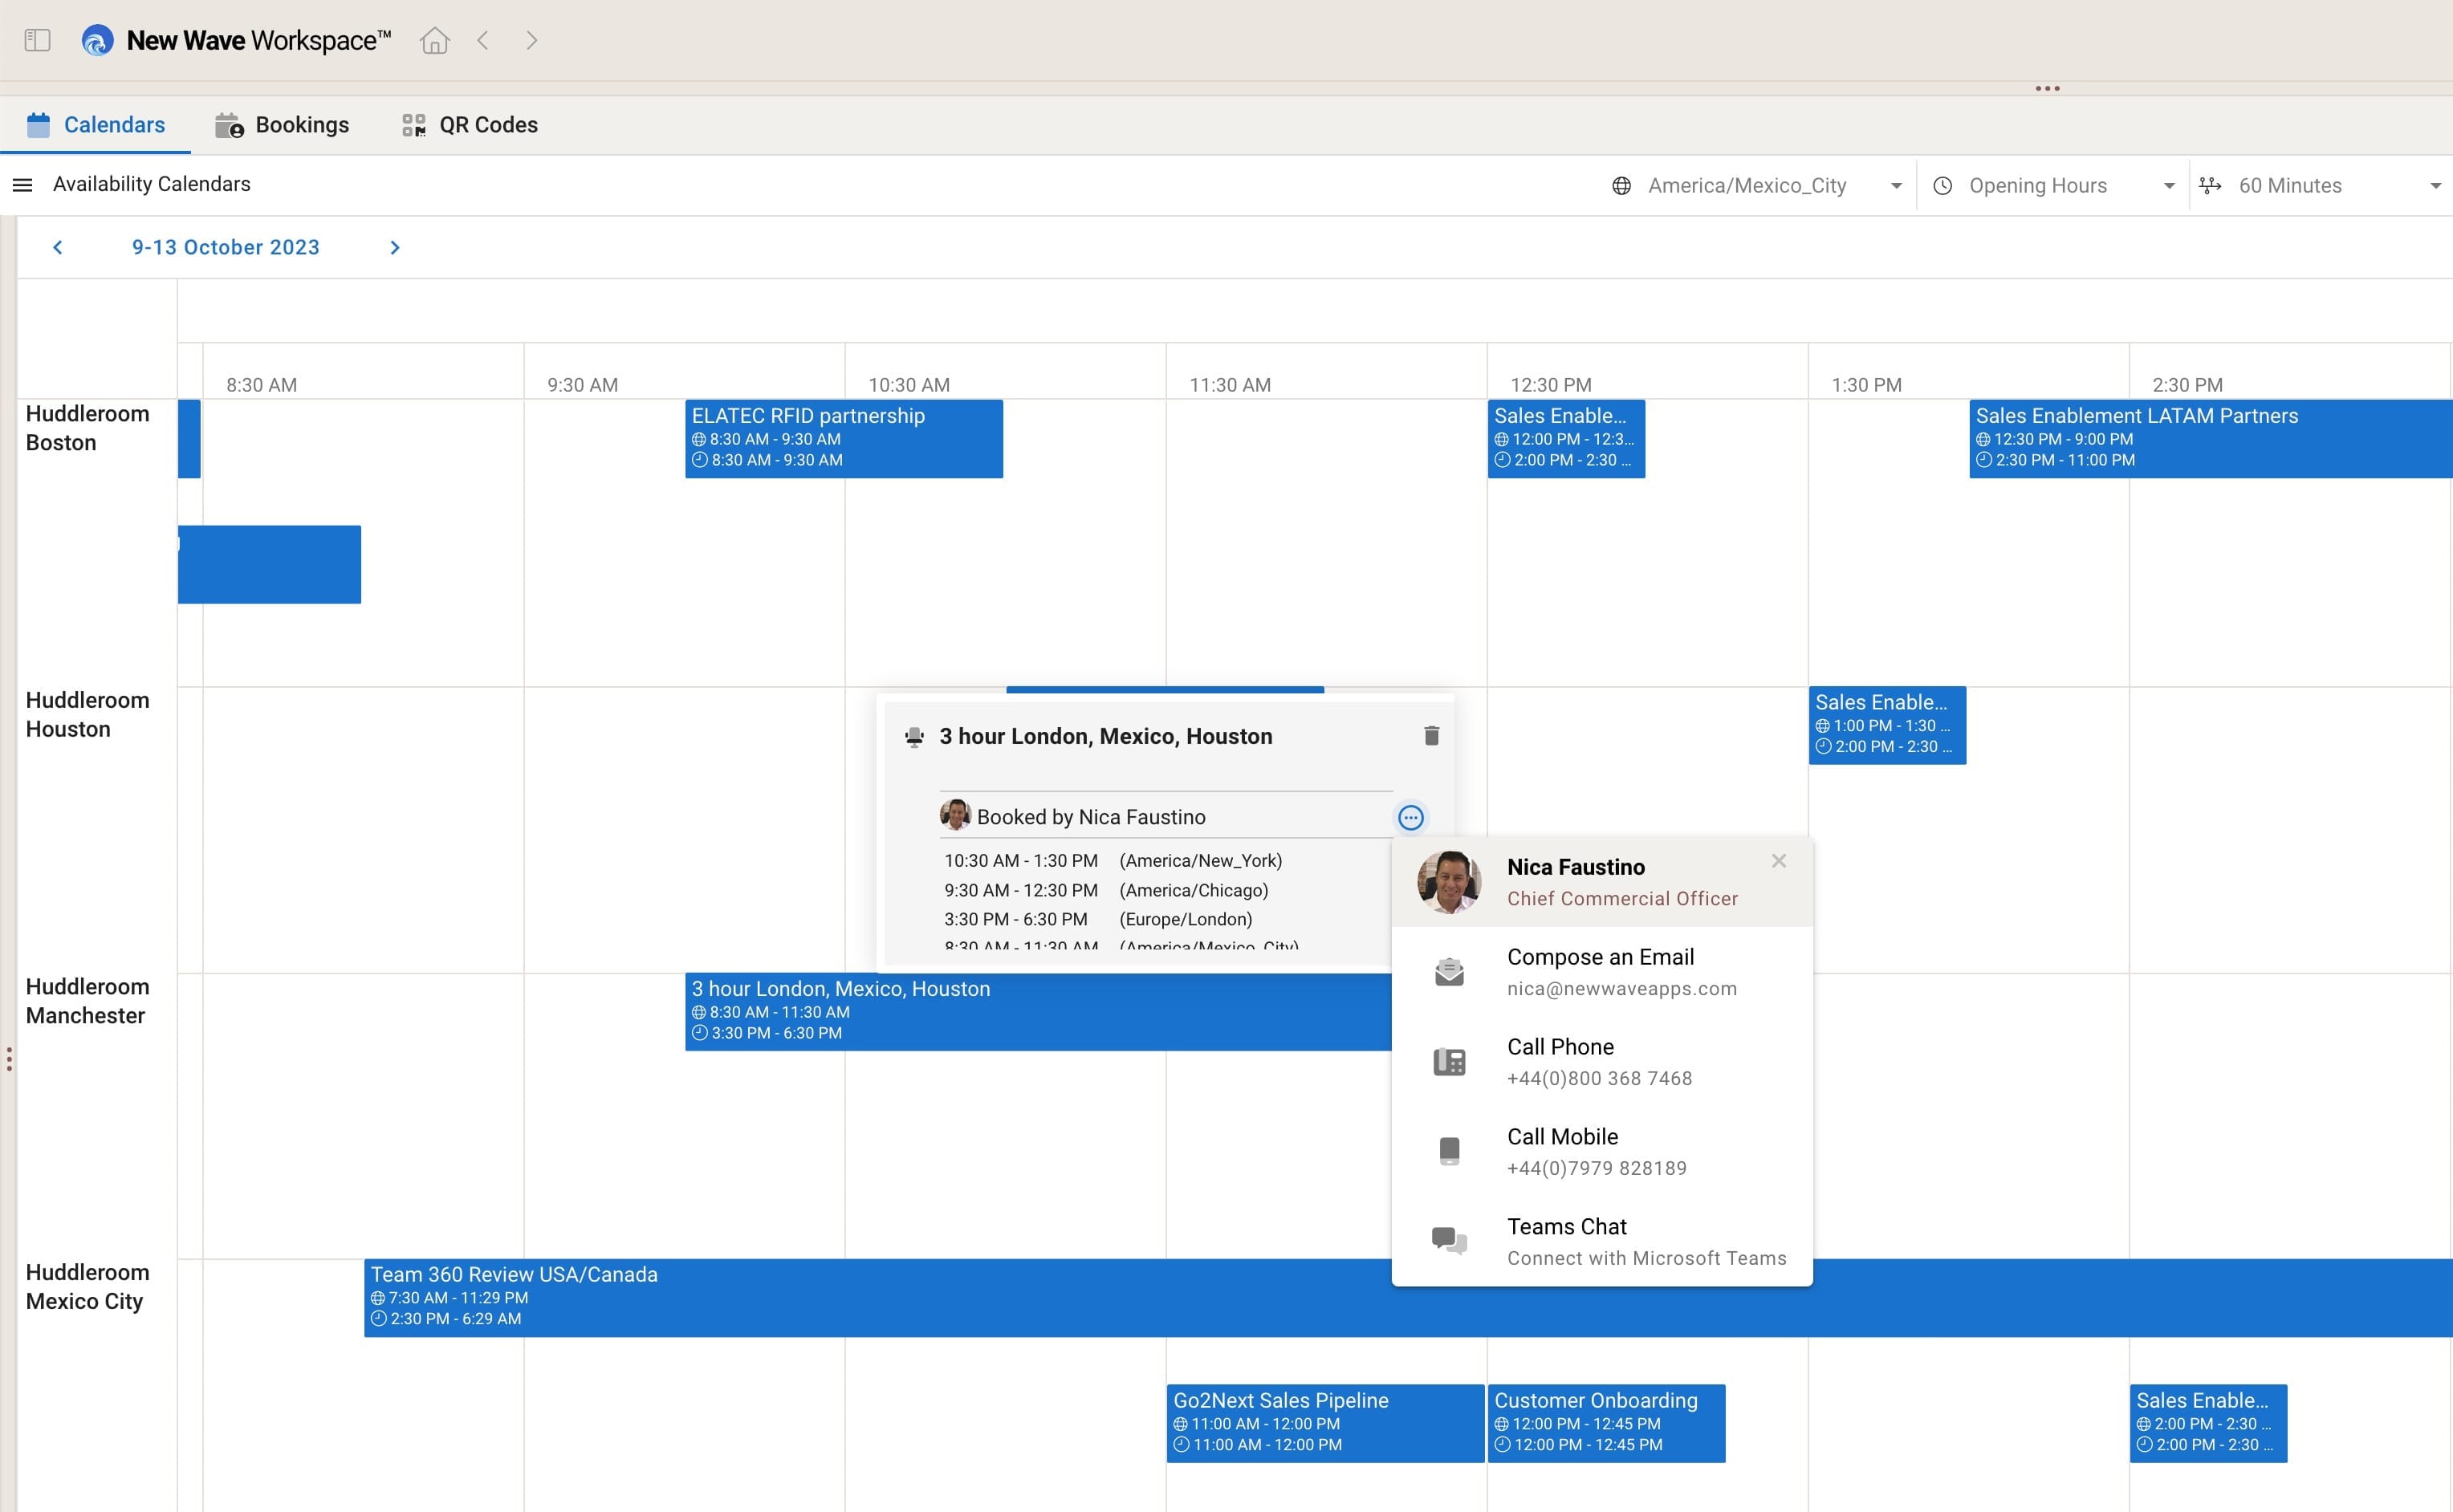 New Wave Workspace™
Calendars
Bookings
QR Codes
Availability Calendars
America/Mexico_City
Opening Hours
60 Minutes
9-13 October 2023
8:30 AM
9:30 AM
10:30 AM
11:30 AM
12:30 PM
1:30 PM
2:30 PM
Huddleroom
Boston
ELATEC RFID partnership
8:30 AM - 9:30 AM
8:30 AM - 9:30 AM
Sales Enable...
12:00 PM - 12:3...
2:00 PM - 2:30 ...
Sales Enablement LATAM Partners
12:30 PM - 9:00 PM
2:30 PM - 11:00 PM
Huddleroom
Houston
3 hour London, Mexico, Houston
Booked by Nica Faustino
10:30 AM - 1:30 PM (America/New_York)
9:30 AM - 12:30 PM (America/Chicago)
3:30 PM - 6:30 PM (Europe/London)
8:30 AM - 11:30 AM (America/Mexico_City)
Sales Enable...
1:00 PM - 1:30 ...
2:00 PM - 2:30 ...
Nica Faustino
Chief Commercial Officer
Compose an Email
nica@newwaveapps.com
Call Phone
+44(0)800 368 7468
Call Mobile
+44(0)7979 828189
Teams Chat
Connect with Microsoft Teams
Huddleroom
Manchester
3 hour London, Mexico, Houston
8:30 AM - 11:30 AM
3:30 PM - 6:30 PM
Huddleroom
Mexico City
Team 360 Review USA/Canada
7:30 AM - 11:29 PM
2:30 PM - 6:29 AM
Go2Next Sales Pipeline
11:00 AM - 12:00 PM
11:00 AM - 12:00 PM
Customer Onboarding
12:00 PM - 12:45 PM
12:00 PM - 12:45 PM
Sales Enable...
2:00 PM - 2:30 ...
2:00 PM - 2:30 ...